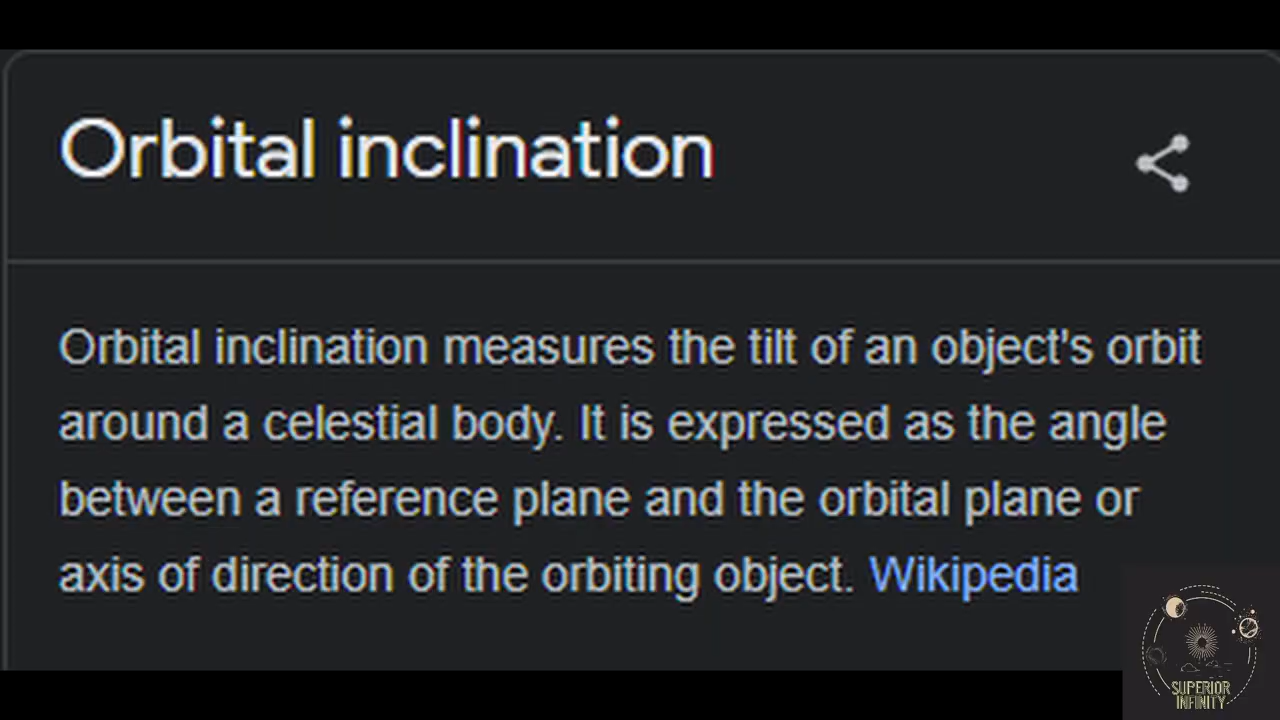 Orbital inclination
Orbital inclination measures the tilt of an object's orbit
around a celestial body. It is expressed as the angle
between a reference plane and the orbital plane or
axis of direction of the orbiting object. Wikipedia
SUPERIOR
INFINITY